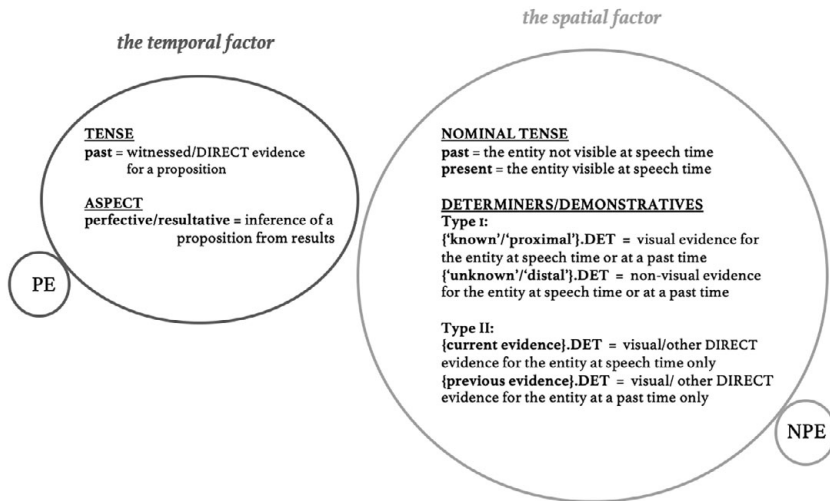 the temporal factor
TENSE
past = witnessed/DIRECT evidence
for a proposition
ASPECT
perfective/resultative = inference of a
proposition from results
PE
the spatial factor
NOMINAL TENSE
past = the entity not visible at speech time
present = the entity visible at speech time
DETERMINERS/DEMONSTRATIVES
Type I:
{‘known’/‘proximal’}.DET = visual evidence for
the entity at speech time or at a past time
{‘unknown’/‘distal’}.DET = non-visual evidence
for the entity at speech time or at a past time
Type II:
{current evidence}.DET = visual/other DIRECT
evidence for the entity at speech time only
{previous evidence}.DET = visual/ other DIRECT
evidence for the entity at a past time only
NPE